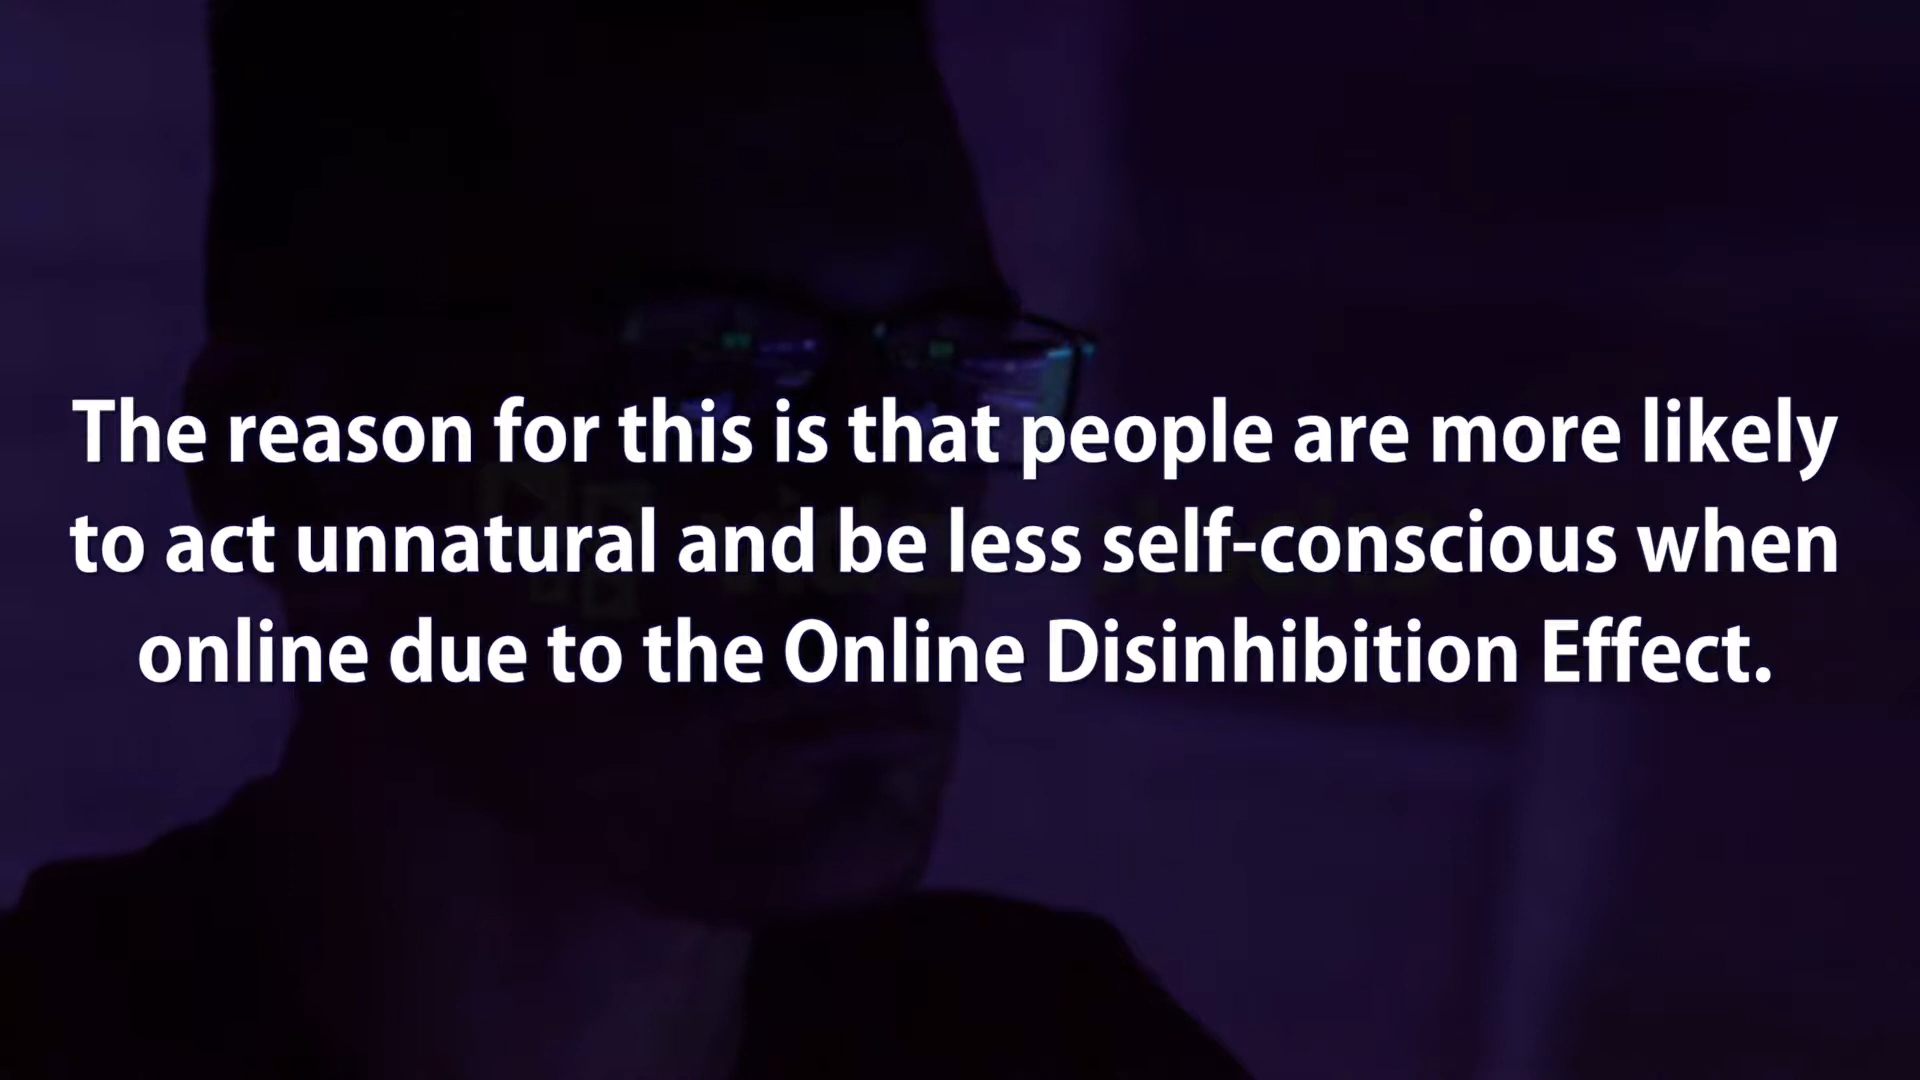 The reason for this is that people are more likely
to act unnatural and be less self-conscious when
online due to the Online Disinhibition Effect.